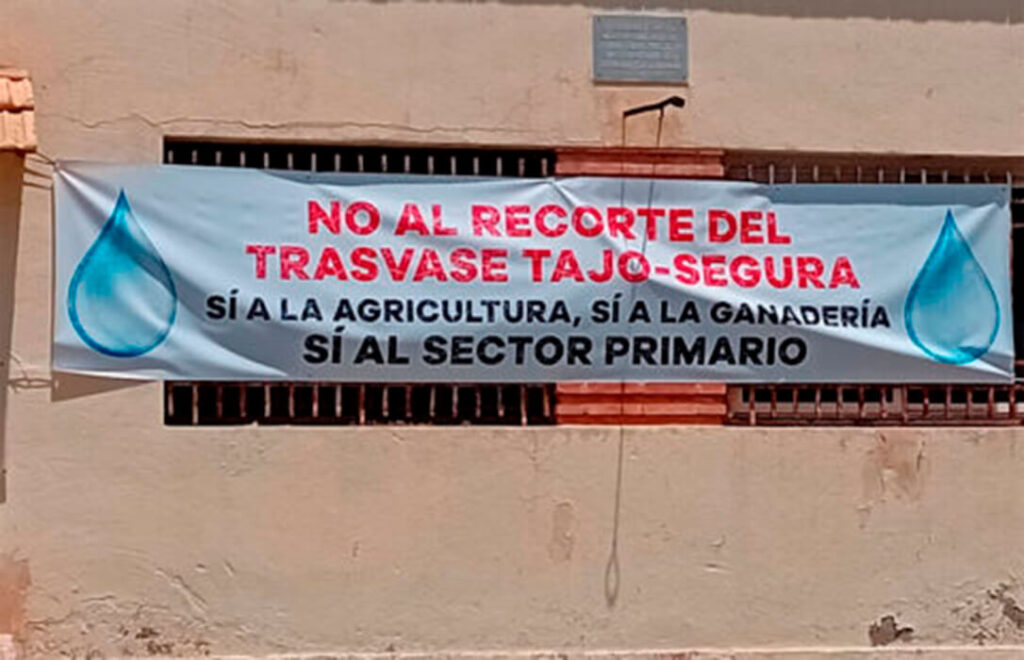 NO AL RECORTE DEL
TRASVASE TAJO-SEGURA
SÍ A LA AGRICULTURA, SÍ A LA GANADERÍA
SÍ AL SECTOR PRIMARIO